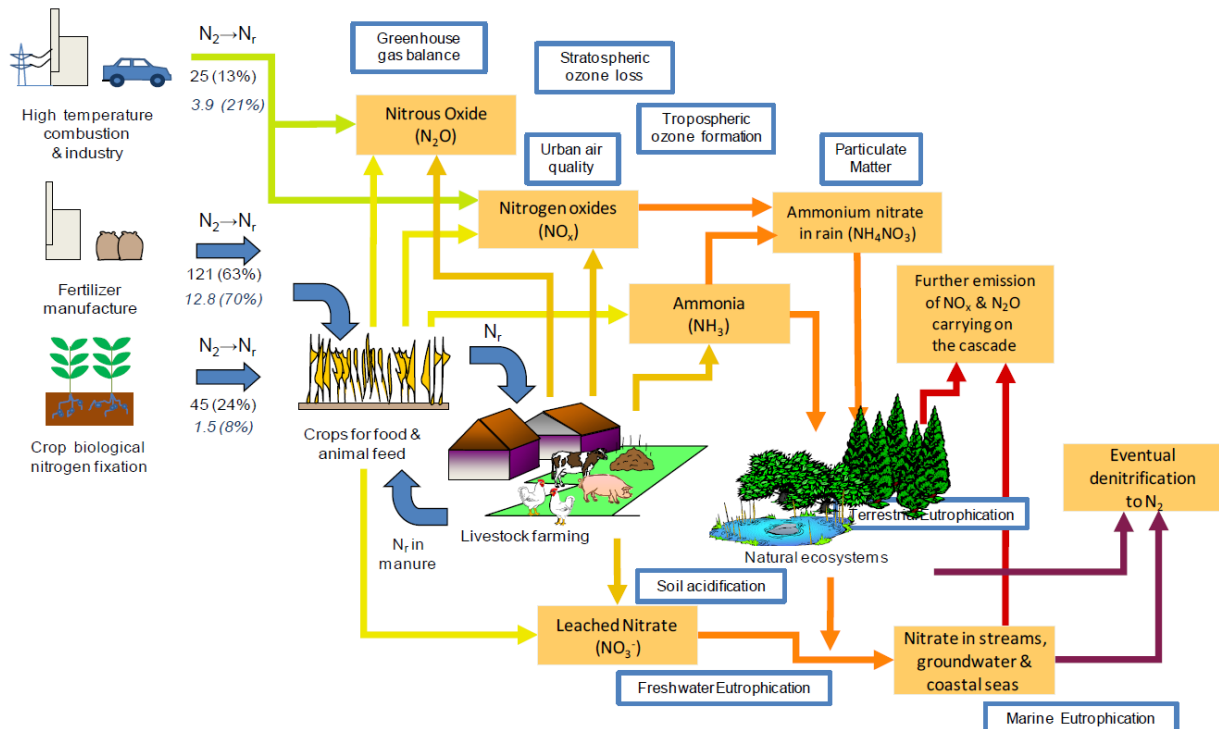 N₂→Nᵣ
25 (13%)
3.9 (21%)
High temperature
combustion
& industry
Greenhouse
gas balance
Stratospheric
ozone loss
Nitrous Oxide
(N₂O)
Tropospheric
ozone formation
Urban air
quality
Particulate
Matter
Nitrogen oxides
(NOₓ)
Ammonium nitrate
in rain (NH₄NO₃)
N₂→Nᵣ
121 (63%)
12.8 (70%)
Fertilizer
manufacture
Ammonia
(NH₃)
Further emission
of NOₓ & N₂O
carrying on
the cascade
N₂→Nᵣ
45 (24%)
1.5 (8%)
Crop biological
nitrogen fixation
Nᵣ
Crops for food &
animal feed
Livestock farming
Nᵣ in
manure
Terrestrial Eutrophication
Natural ecosystems
Eventual
denitrification
to N₂
Soil acidification
Leached Nitrate
(NO₃⁻)
Nitrate in streams,
groundwater &
coastal seas
Freshwater Eutrophication
Marine Eutrophication